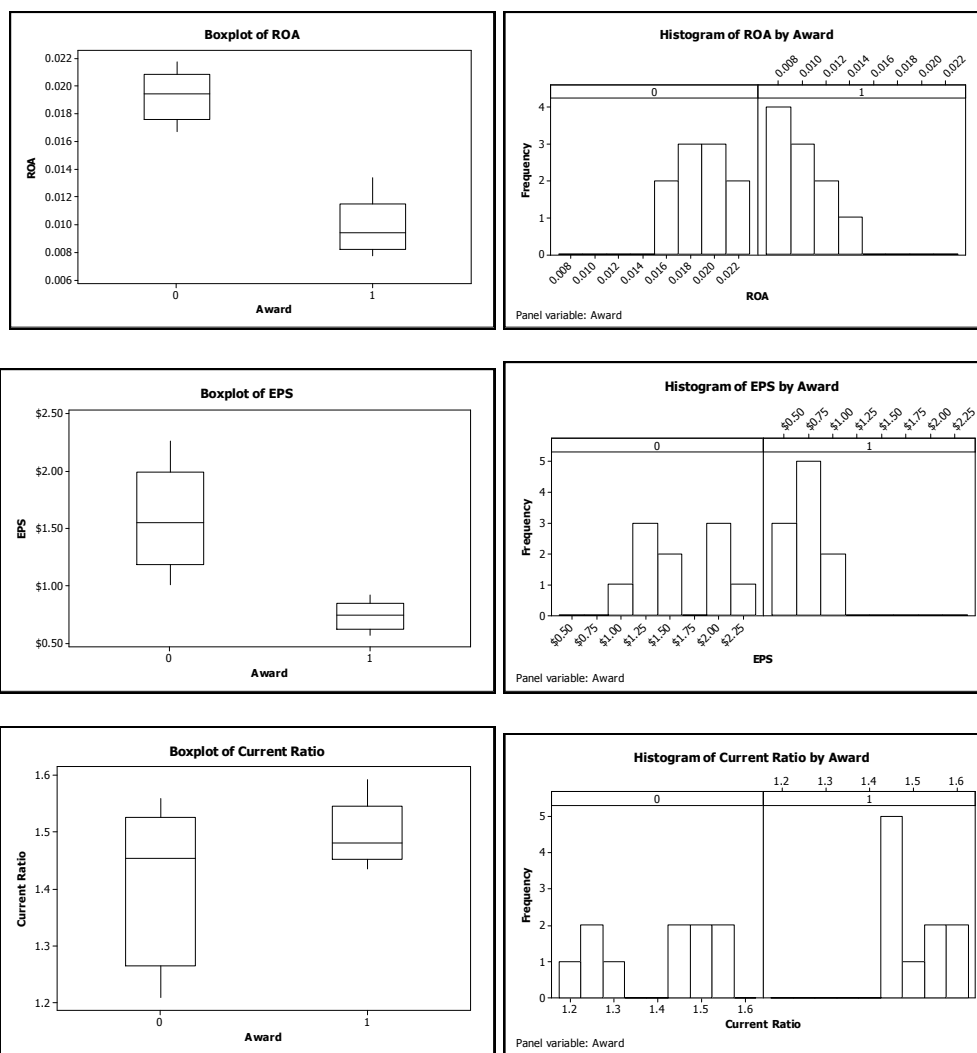 Boxplot of ROA
0.022
0.020
0.018
0.016
0.014
0.012
0.010
0.008
0.006
ROA
0 1
Award
Histogram of ROA by Award
0.008 0.010 0.012 0.014 0.016 0.018 0.020 0.022
0 1
4
3
2
1
0
Frequency
0.008 0.010 0.012 0.014 0.016 0.018 0.020 0.022
ROA
Panel variable: Award
Boxplot of EPS
$2.50
$2.00
$1.50
$1.00
$0.50
EPS
0 1
Award
Histogram of EPS by Award
$0.50 $0.75 $1.00 $1.25 $1.50 $1.75 $2.00 $2.25
0 1
5
4
3
2
1
0
Frequency
$0.50 $0.75 $1.00 $1.25 $1.50 $1.75 $2.00 $2.25
EPS
Panel variable: Award
Boxplot of Current Ratio
1.6
1.5
1.4
1.3
1.2
Current Ratio
0 1
Award
Histogram of Current Ratio by Award
1.2 1.3 1.4 1.5 1.6
0 1
5
4
3
2
1
0
Frequency
1.2 1.3 1.4 1.5 1.6
Current Ratio
Panel variable: Award